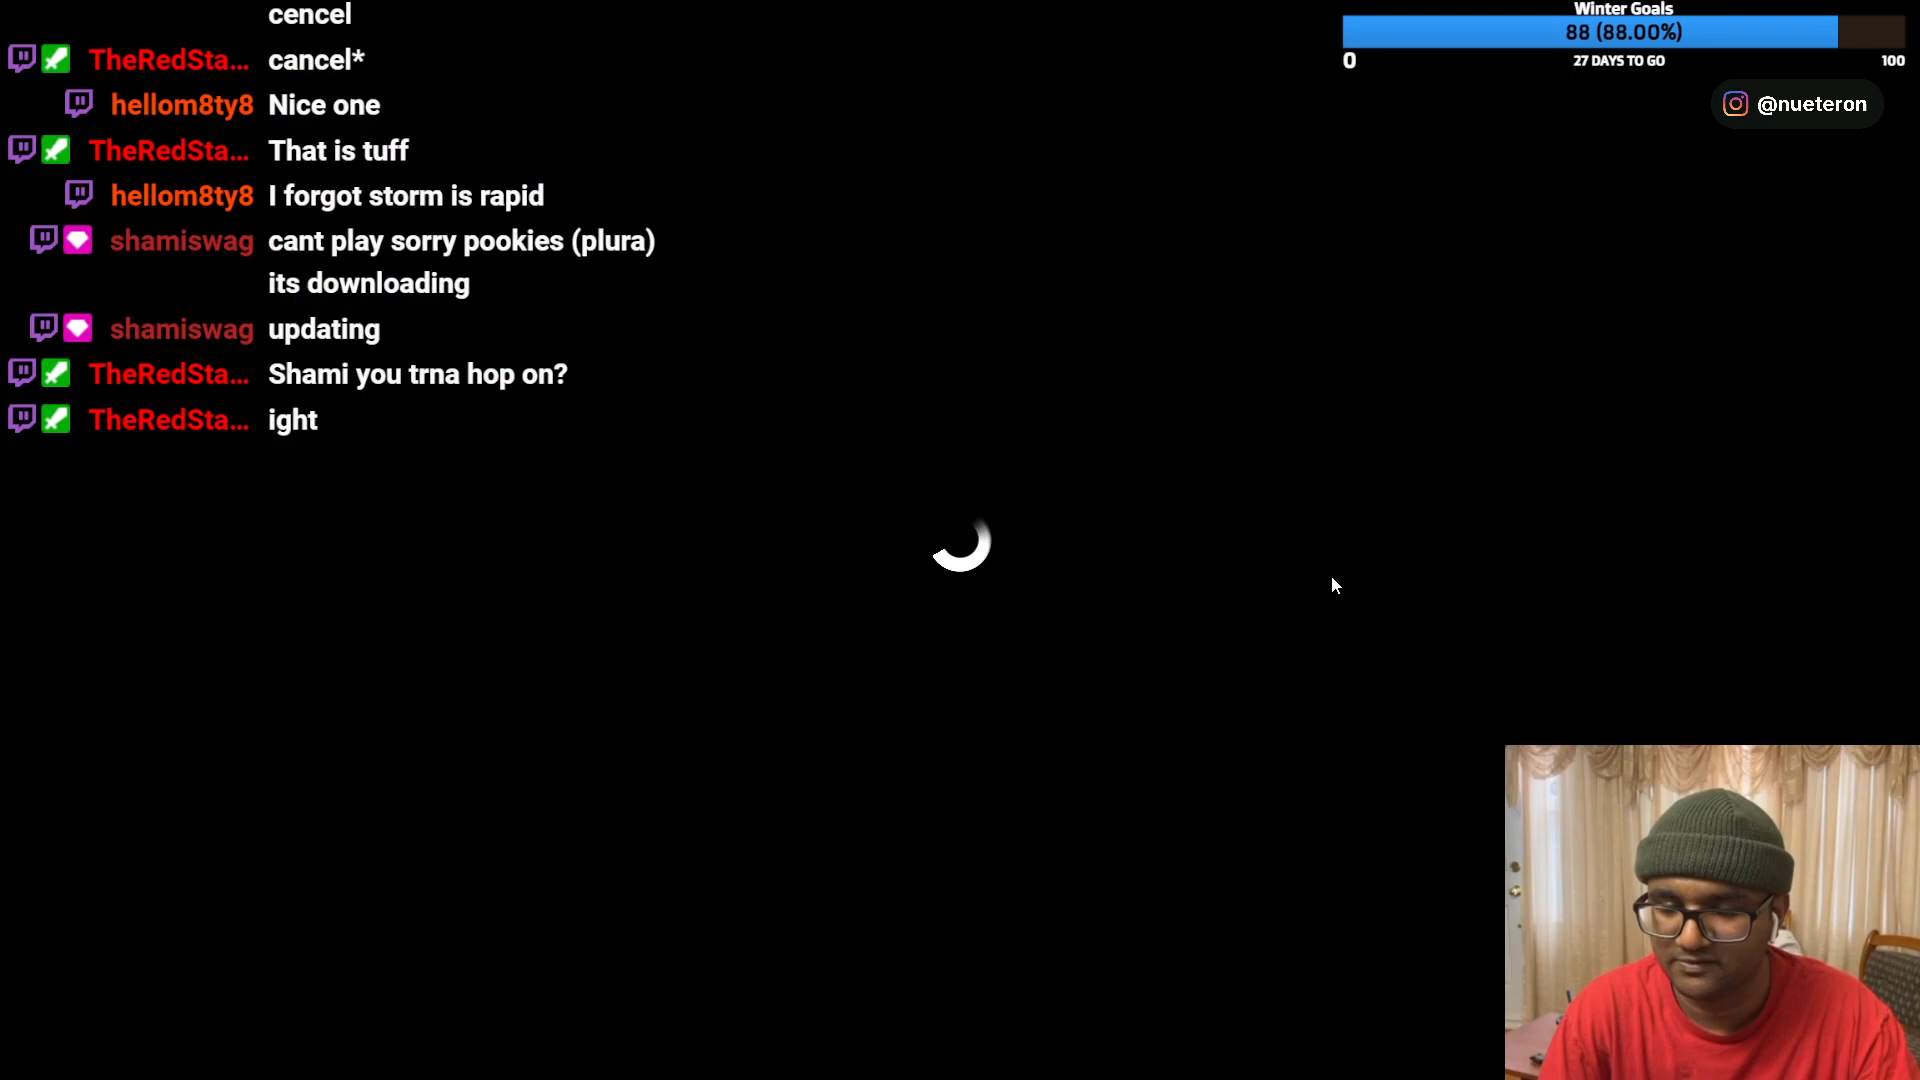 cencel
TheRedSta... cancel*
hellom8ty8 Nice one
TheRedSta... That is tuff
hellom8ty8 I forgot storm is rapid
shamiswag cant play sorry pookies (plura)
its downloading
shamiswag updating
TheRedSta... Shami you trna hop on?
TheRedSta... ight
Winter Goals
88 (88.00%)
0 27 DAYS TO GO 100
@nueteron